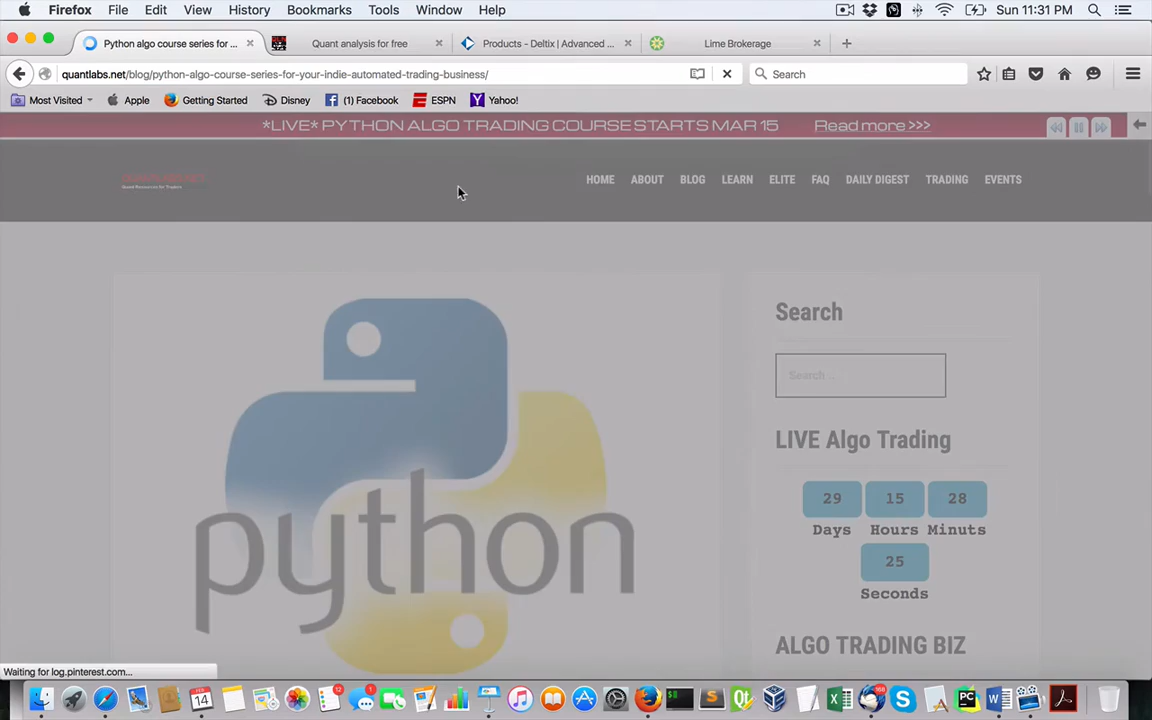 Firefox File Edit View History Bookmarks Tools Window Help Sun 11:31 PM
Python algo course series for ... Quant analysis for free Products - Deltix | Advanced ... Lime Brokerage
quantlabs.net/blog/python-algo-course-series-for-your-indie-automated-trading-business/ Search
Most Visited Apple Getting Started Disney (1) Facebook ESPN Yahoo!
*LIVE* PYTHON ALGO TRADING COURSE STARTS MAR 15 Read more >>>
HOME ABOUT BLOG LEARN ELITE FAQ DAILY DIGEST TRADING EVENTS
Search
Search ...
LIVE Algo Trading
29 15 28
Days Hours Minuts
25
Seconds
python
ALGO TRADING BIZ
Waiting for log.pinterest.com...